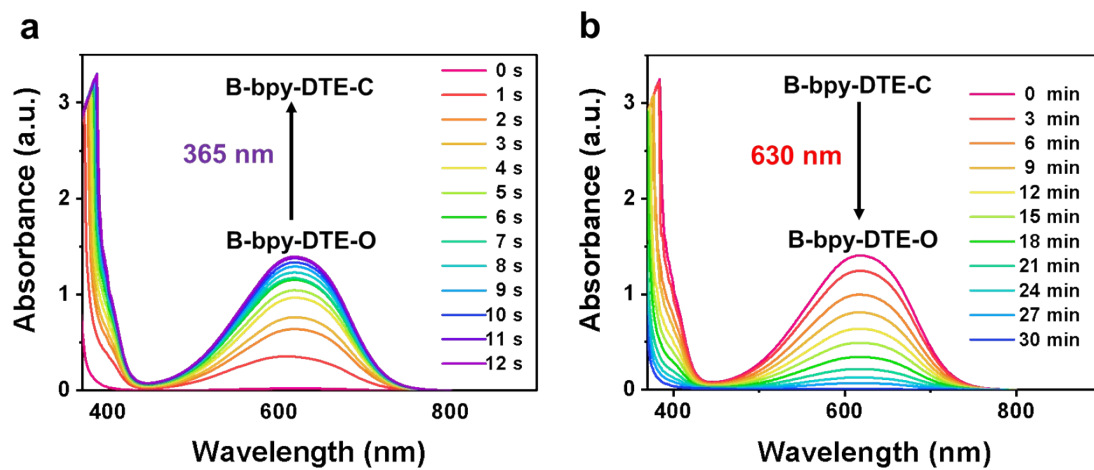 a
B-bpy-DTE-C
365 nm
B-bpy-DTE-O
0 s
1 s
2 s
3 s
4 s
5 s
6 s
7 s
8 s
9 s
10 s
11 s
12 s
Absorbance (a.u.)
3
2
1
0
400
600
800
Wavelength (nm)
b
B-bpy-DTE-C
630 nm
B-bpy-DTE-O
0 min
3 min
6 min
9 min
12 min
15 min
18 min
21 min
24 min
27 min
30 min
Absorbance (a.u.)
3
2
1
0
400
600
800
Wavelength (nm)